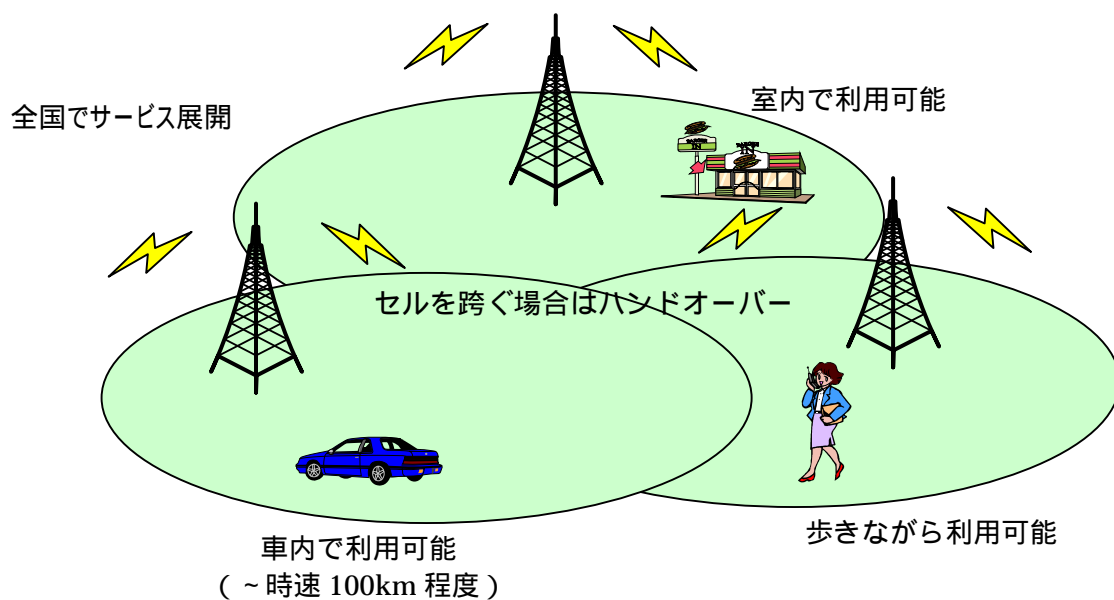 全国でサービス展開
室内で利用可能
セルを跨ぐ場合はハンドオーバー
歩きながら利用可能
車内で利用可能
（～時速 100km 程度）